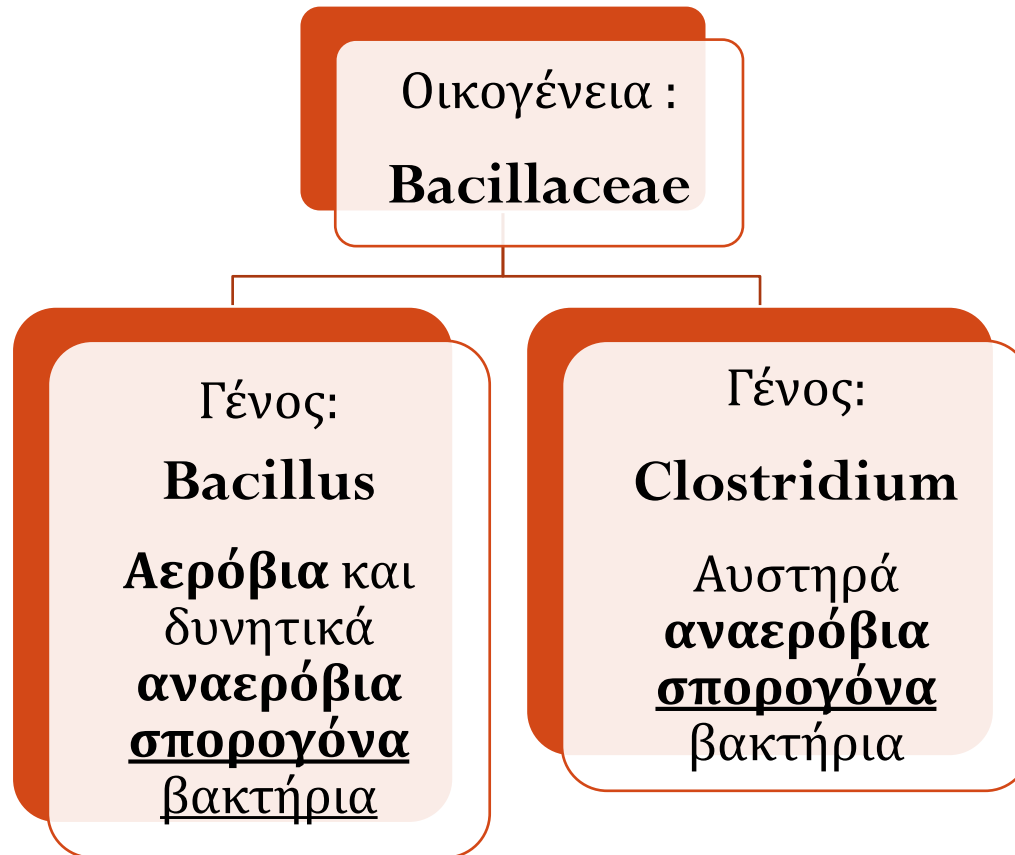 Οικογένεια :
Bacillaceae
Γένος:
Bacillus
Αερόβια και
δυνητικά
αναερόβια
σπορογόνα
βακτήρια
Γένος:
Clostridium
Αυστηρά
αναερόβια
σπορογόνα
βακτήρια